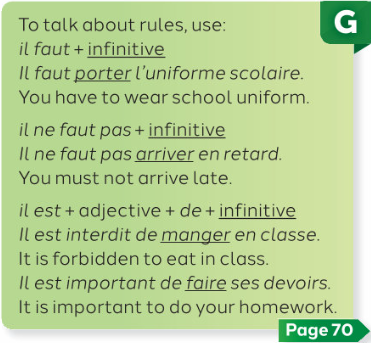 To talk about rules, use:
G
il faut + infinitive
Il faut porter l'uniforme scolaire.
You have to wear school uniform.
il ne faut pas + infinitive
Il ne faut pas arriver en retard.
You must not arrive late.
il est + adjective + de + infinitive
Il est interdit de manger en classe.
It is forbidden to eat in class.
Il est important de faire ses devoirs.
It is important to do your homework.
Page 70